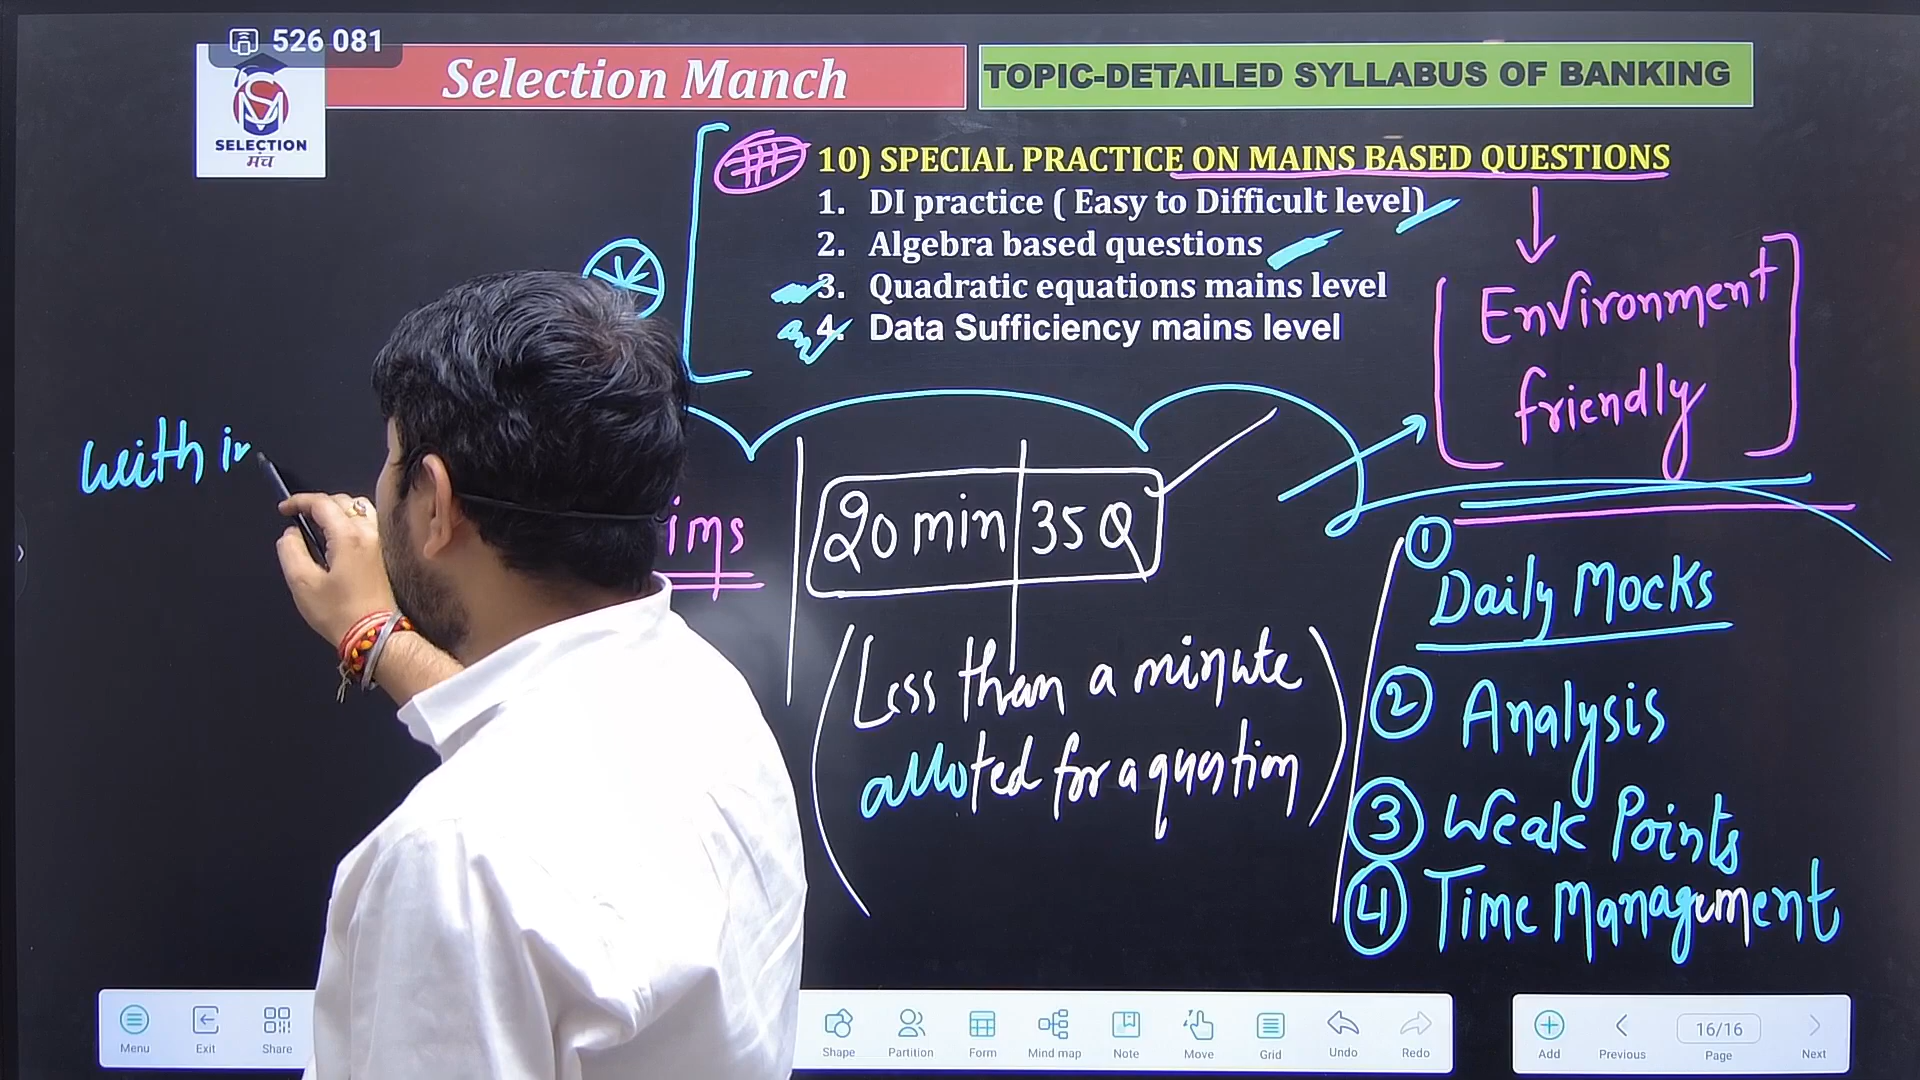 526 081
Selection Manch
TOPIC-DETAILED SYLLABUS OF BANKING
SELECTION
मंच
10) SPECIAL PRACTICE ON MAINS BASED QUESTIONS
1. DI practice ( Easy to Difficult level)
2. Algebra based questions
3. Quadratic equations mains level
4. Data Sufficiency mains level
Environment
friendly
with
20 min 35 Q
Less than a minute
alloted for a question
1
Daily Mocks
2 Analysis
3 Weak Points
4 Time Management
Menu Exit Share Shape Partition Form Mind map Note Move Grid Undo Redo
Add Previous 16/16 Page Next